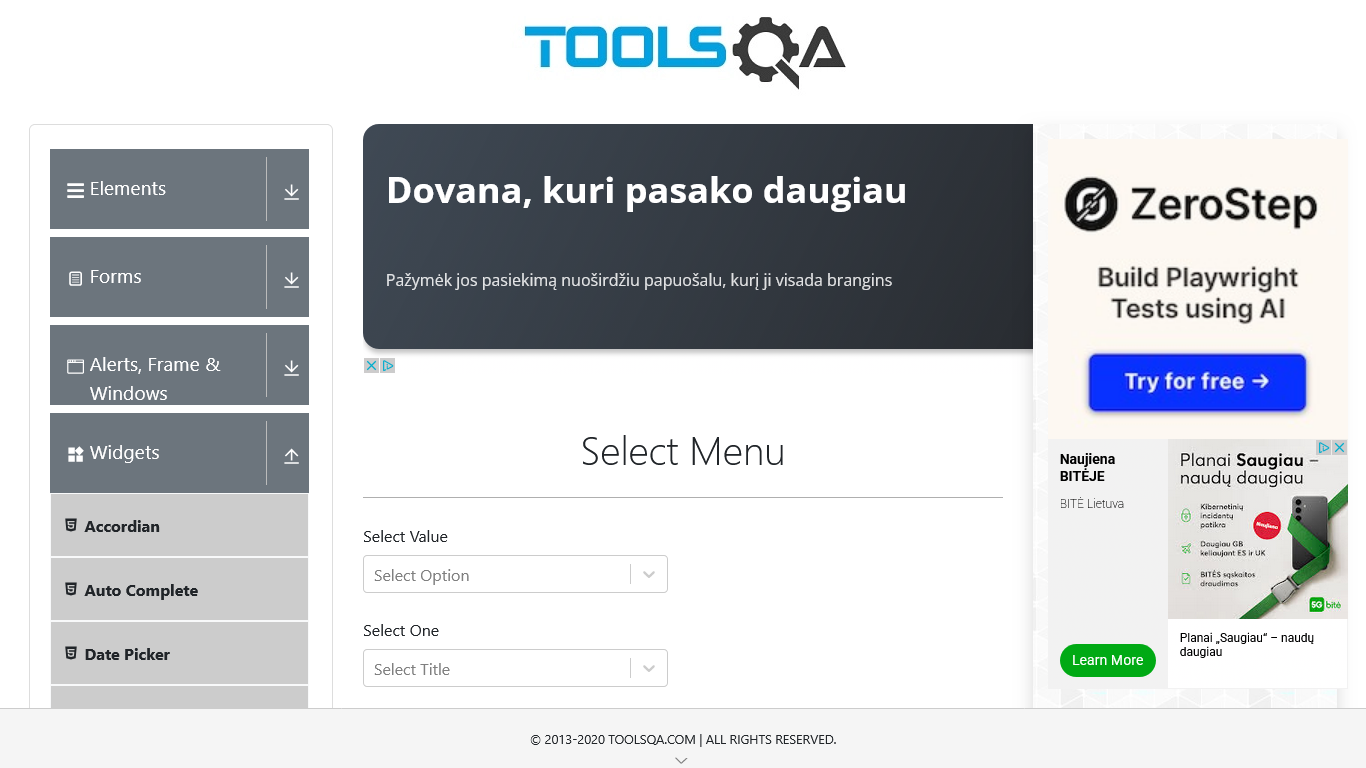 TOOLSQA
Elements
Forms
Alerts, Frame &
Windows
Widgets
Accordian
Auto Complete
Date Picker
Dovana, kuri pasako daugiau
Pažymėk jos pasiekimą nuoširdžiu papuošalu, kurį ji visada brangins
Select Menu
Select Value
Select Option
Select One
Select Title
ZeroStep
Build Playwright
Tests using AI
Try for free →
Naujiena
BITĖJE
BITĖ Lietuva
Learn More
Planai Saugiau –
naudų daugiau
Kibernetinių
incidentų
patikra
Naujiena
Daugiau GB
keliaujant ES ir UK
BITĖS sąskaitos
draudimas
5G bitė
Planai „Saugiau“ – naudų
daugiau
© 2013-2020 TOOLSQA.COM | ALL RIGHTS RESERVED.